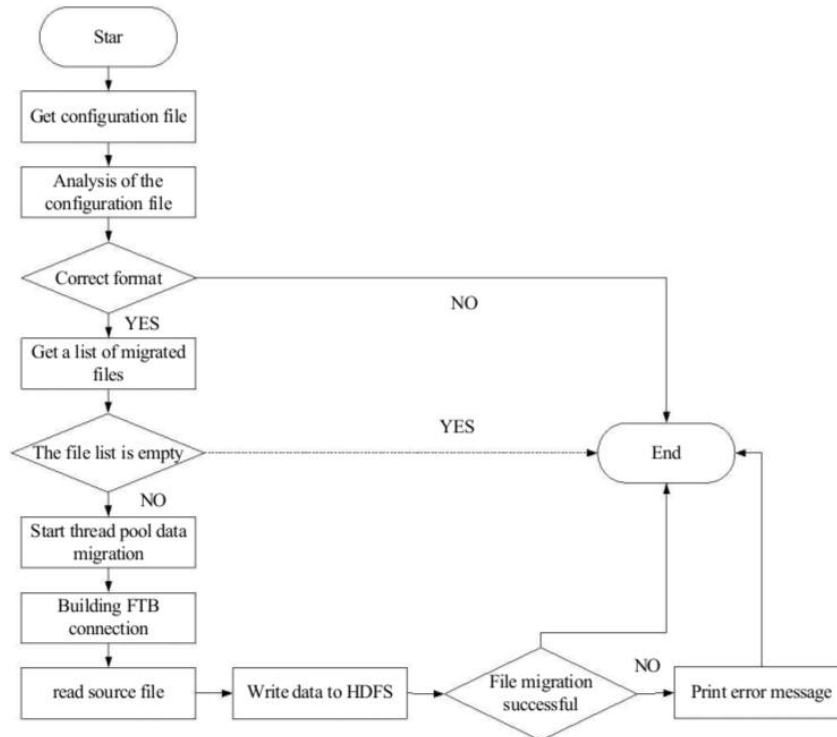 Star
Get configuration file
Analysis of the
configuration file
Correct format
NO
YES
Get a list of migrated
files
The file list is empty
YES
End
NO
Start thread pool data
migration
Building FTB
connection
read source file
Write data to HDFS
File migration
successful
NO
Print error message